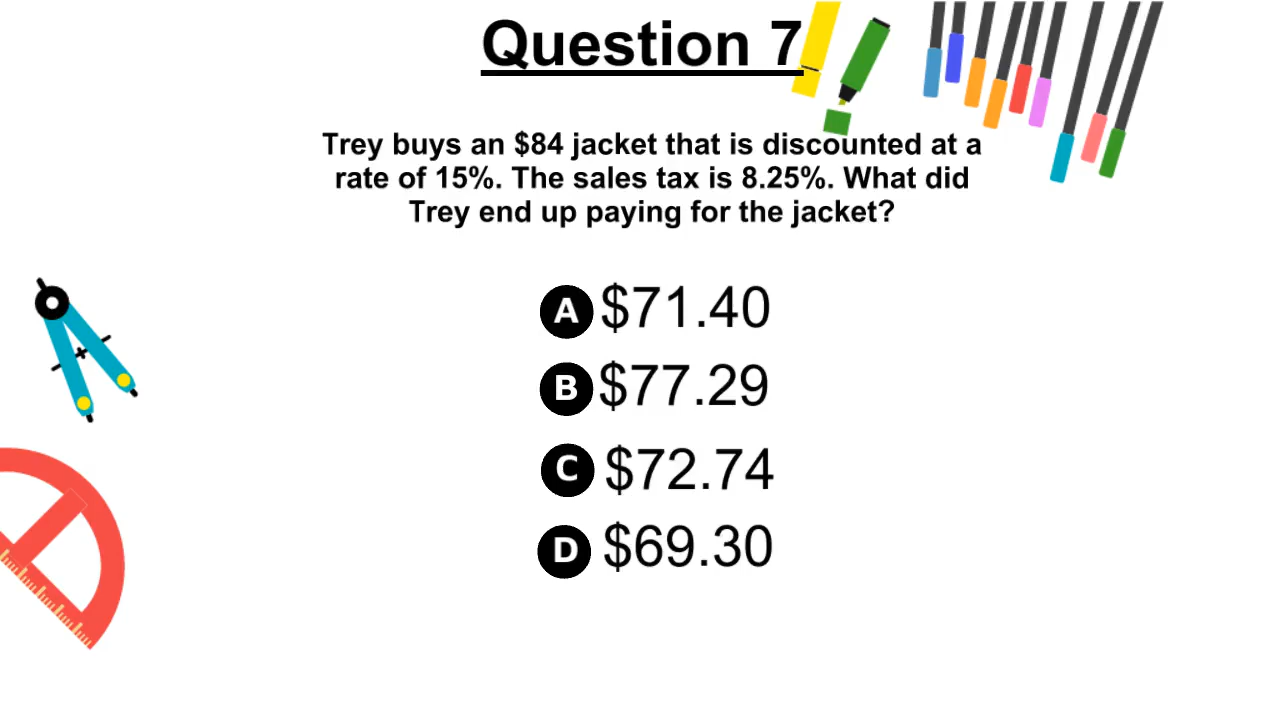 Question 7
Trey buys an $84 jacket that is discounted at a
rate of 15%. The sales tax is 8.25%. What did
Trey end up paying for the jacket?
A $71.40
B $77.29
C $72.74
D $69.30